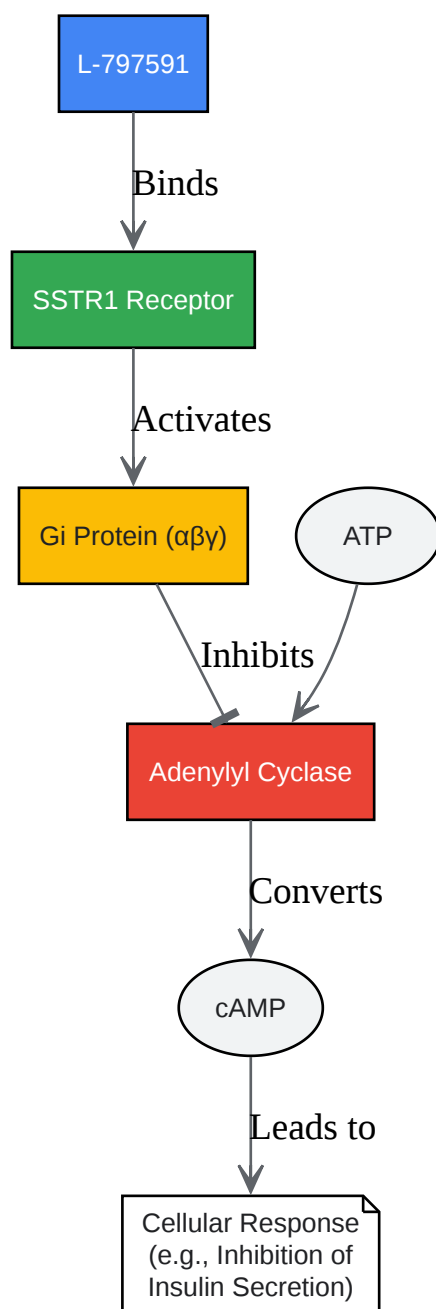 L-797591
Binds
SSTR1 Receptor
Activates
Gi Protein (αβγ)
ATP
Inhibits
Adenylyl Cyclase
Converts
cAMP
Leads to
Cellular Response
(e.g., Inhibition of
Insulin Secretion)